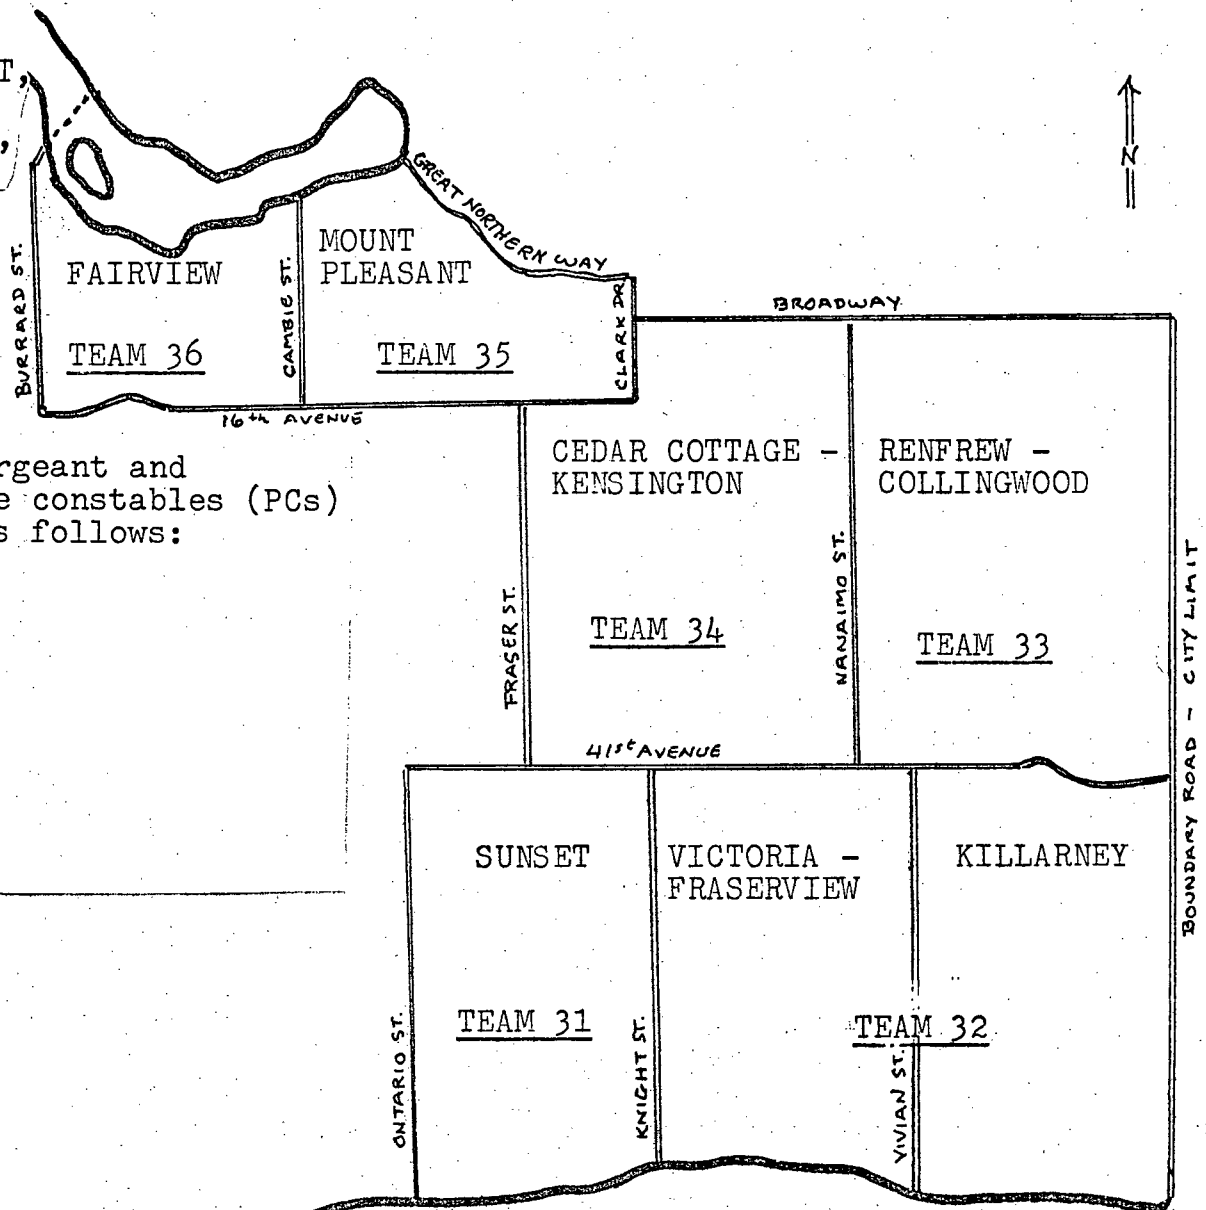 T,
,
N
GREAT NORTHERN WAY
MOUNT
PLEASANT
FAIRVIEW
BURRARD ST.
CAMBIE ST.
CLARK DR.
BROADWAY
TEAM 36
TEAM 35
16th AVENUE
CEDAR COTTAGE -
KENSINGTON
RENFREW -
COLLINGWOOD
rgeant and
e constables (PCs)
s follows:
FRASER ST.
NANAIMO ST.
TEAM 34
TEAM 33
BOUNDARY ROAD - CITY LIMIT
41st AVENUE
SUNSET
VICTORIA -
FRASERVIEW
KILLARNEY
TEAM 31
TEAM 32
ONTARIO ST.
KNIGHT ST.
VIVIAN ST.